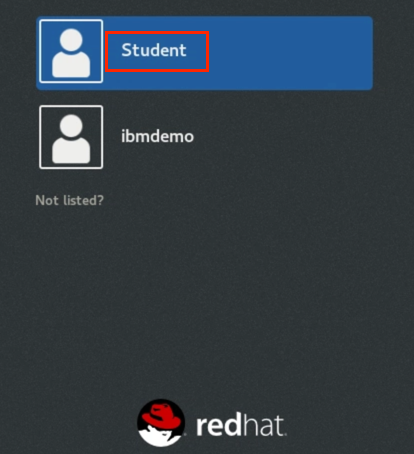 Student
ibmdemo
Not listed?
redhat.